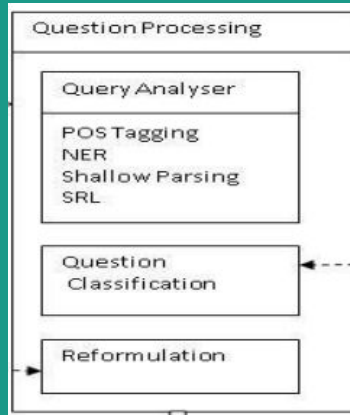 Question Processing
Query Analyser
POS Tagging
NER
Shallow Parsing
SRL
Question
Classification
Reformulation